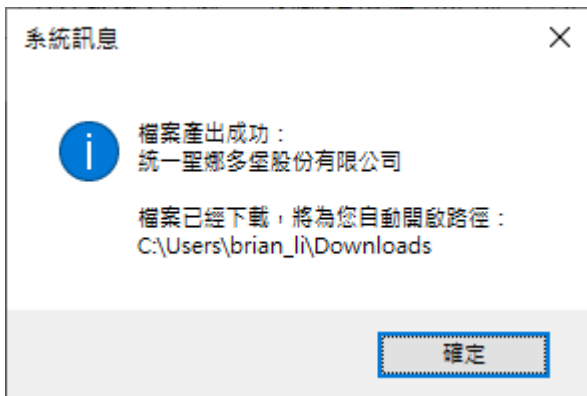 系統訊息
檔案產出成功：
統一聖娜多堡股份有限公司
檔案已經下載，將為您自動開啟路徑：
C:\Users\brian_li\Downloads
確定